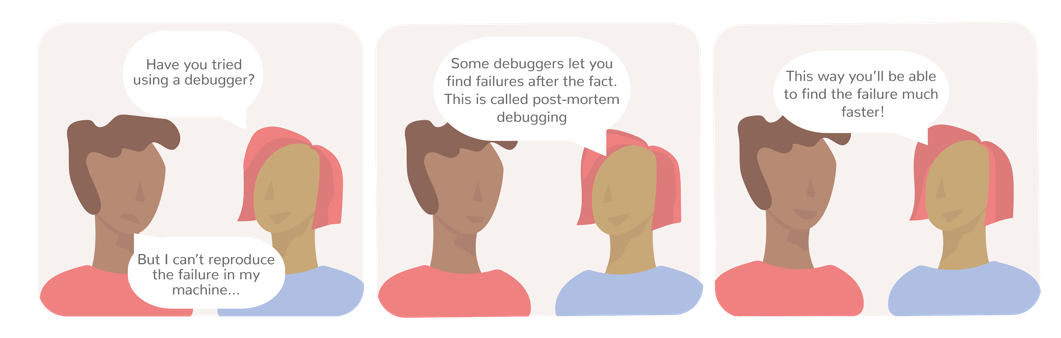 Have you tried
using a debugger?
But I can't reproduce
the failure in my
machine...
Some debuggers let you
find failures after the fact.
This is called post-mortem
debugging
This way you'll be able
to find the failure much
faster!